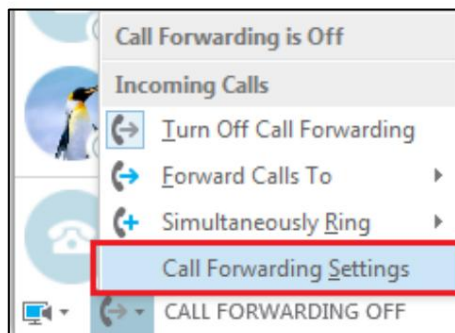 Call Forwarding is Off
Incoming Calls
Turn Off Call Forwarding
Forward Calls To
Simultaneously Ring
Call Forwarding Settings
CALL FORWARDING OFF